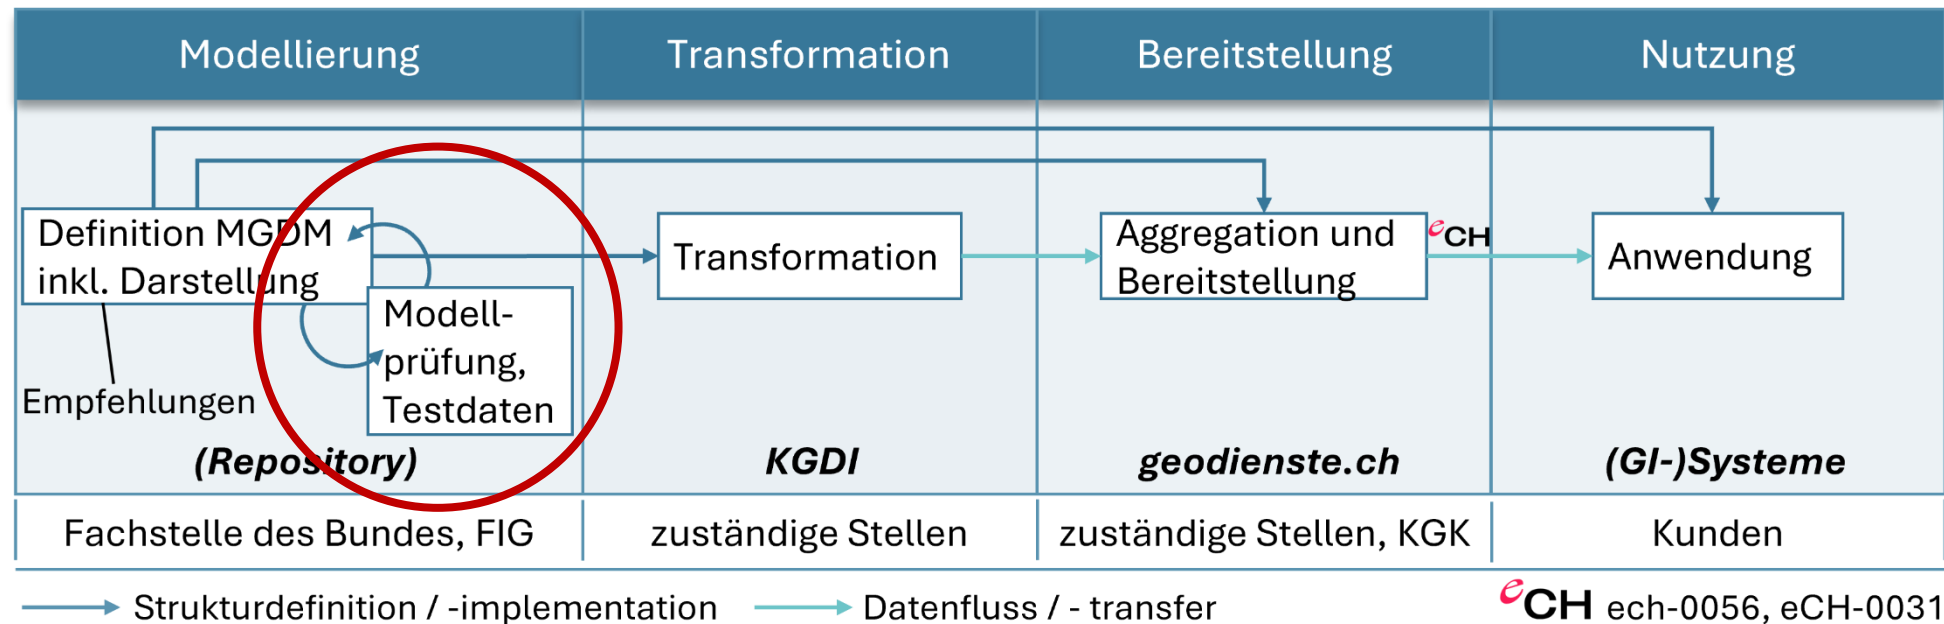 Modellierung
Transformation
Bereitstellung
Nutzung
Definition MGDM
inkl. Darstellung
Modell-
prüfung,
Testdaten
Empfehlungen
Transformation
Aggregation und
Bereitstellung
eCH
Anwendung
(Repository)
KGDI
geodienste.ch
(GI-)Systeme
Fachstelle des Bundes, FIG
zuständige Stellen
zuständige Stellen, KGK
Kunden
Strukturdefinition / -implementation
Datenfluss / - transfer
eCH ech-0056, eCH-0031